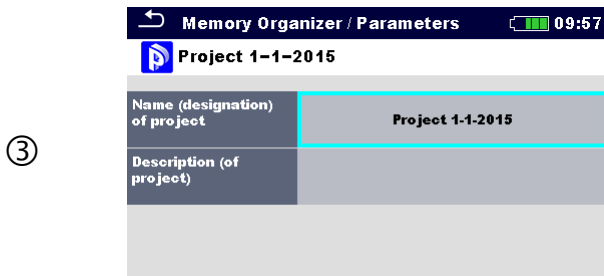 Memory Organizer / Parameters 09:57
Project 1-1-2015
Name (designation)
of project
Project 1-1-2015
③
Description (of
project)